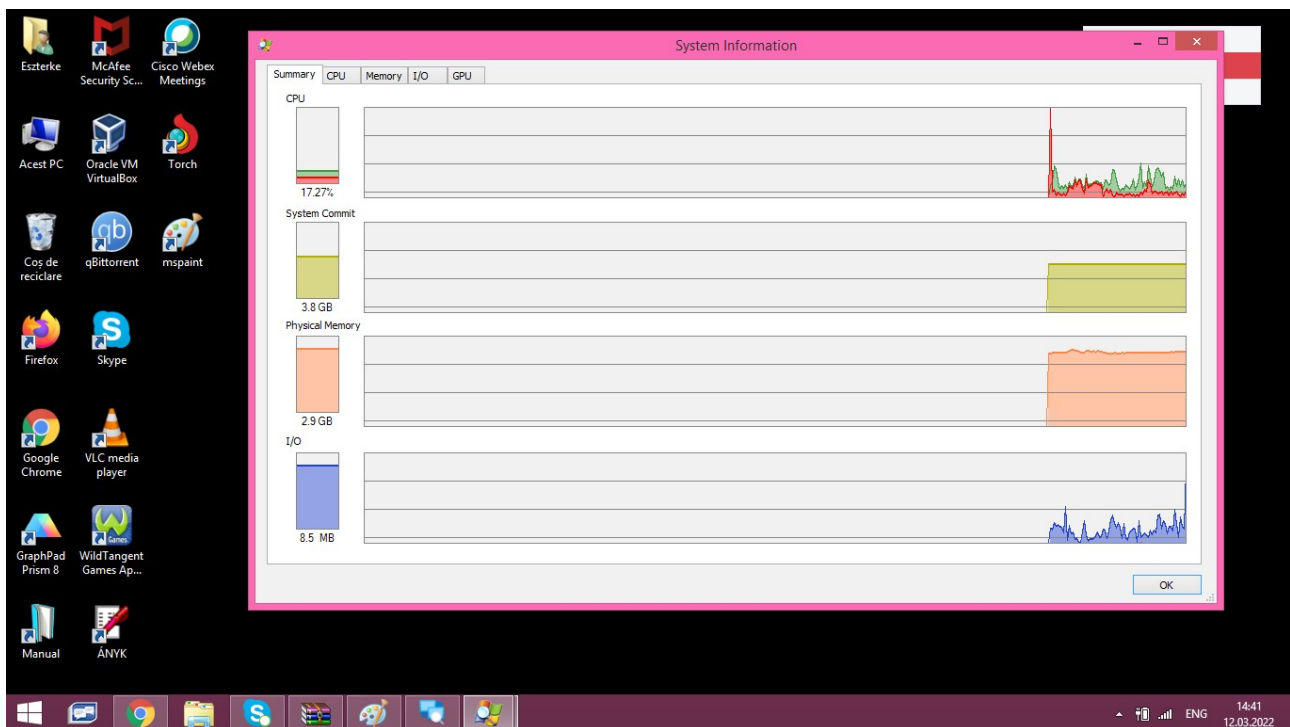 Eszterke
McAfee
Security Sc...
Cisco Webex
Meetings
Acest PC
Oracle VM
VirtualBox
Torch
Coș de
reciclare
qBittorrent
mspaint
Firefox
Skype
Google
Chrome
VLC media
player
GraphPad
Prism 8
WildTangent
Games Ap...
Manual
ÁNYK
System Information
Summary CPU Memory I/O GPU
CPU
17.27%
System Commit
3.8 GB
Physical Memory
2.9 GB
I/O
8.5 MB
OK
qb
S
Games
S
ENG
14:41
12.03.2022